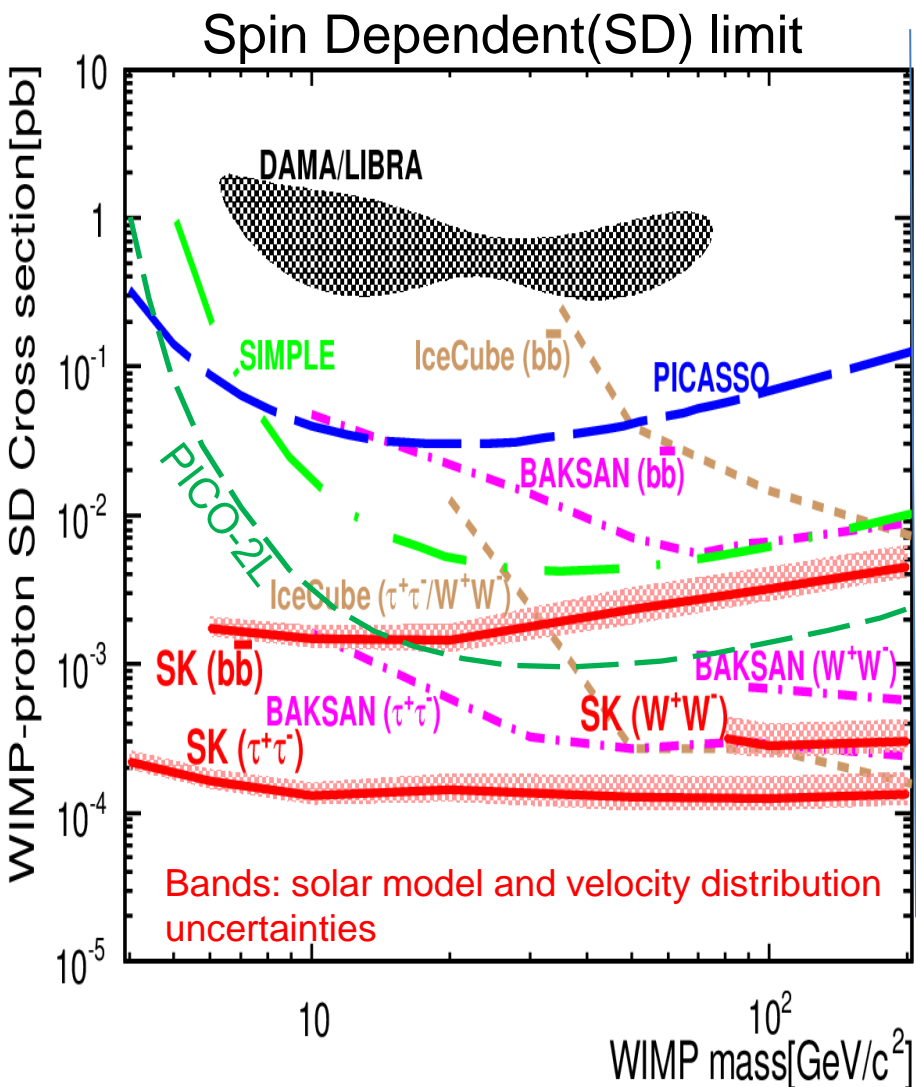 Spin Dependent(SD) limit
WIMP-proton SD Cross section[pb]
10
1
10⁻¹
10⁻²
10⁻³
10⁻⁴
10⁻⁵
DAMA/LIBRA
SIMPLE
IceCube (bb̄)
PICASSO
BAKSAN (bb̄)
PICO-2L
IceCube (τ⁺τ⁻/W⁺W⁻)
SK (bb̄)
BAKSAN (W⁺W⁻)
BAKSAN (τ⁺τ⁻)
SK (W⁺W⁻)
SK (τ⁺τ⁻)
Bands: solar model and velocity distribution
uncertainties
10
10²
WIMP mass[GeV/c²]